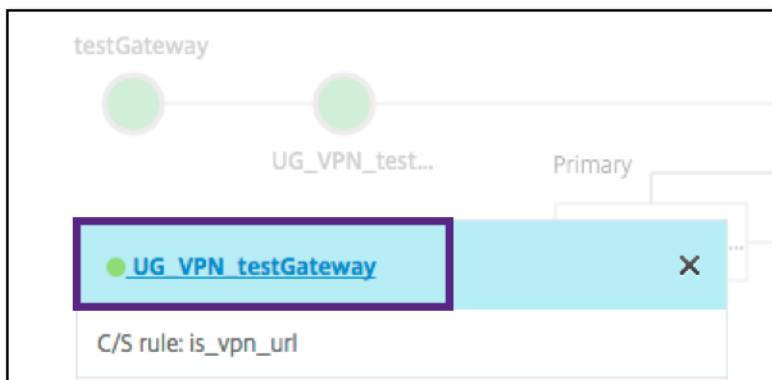 testGateway
UG_VPN_test...
Primary
...
UG_VPN_testGateway
C/S rule: is_vpn_url